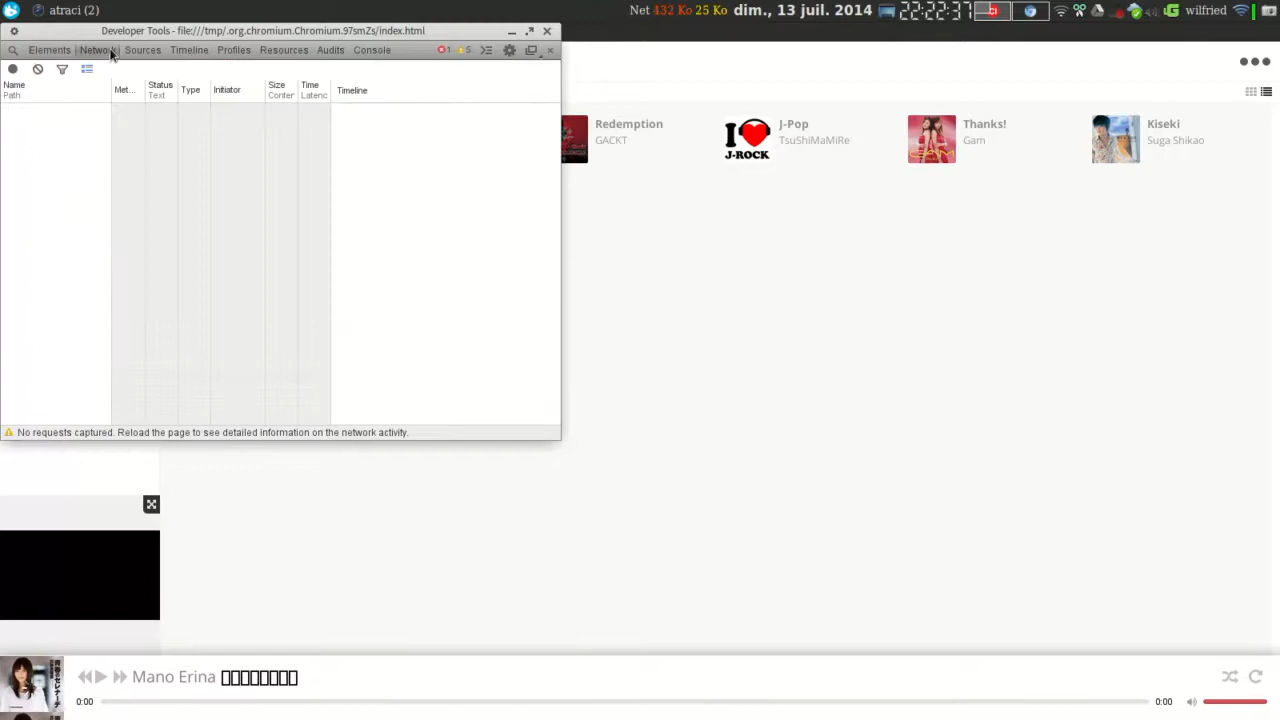 atraci (2)
Net 432 Ko 25 Ko dim., 13 juil. 2014
wilfried
Developer Tools - file:///tmp/.org.chromium.Chromium.97smZs/index.html
Elements Network Sources Timeline Profiles Resources Audits Console 1 5
Name Met... Status Type Initiator Size Time Timeline
Path Text Conter Latenc
Redemption
GACKT
J-Pop
TsuShiMaMiRe
I
J-ROCK
Thanks!
Gam
Kiseki
Suga Shikao
No requests captured. Reload the page to see detailed information on the network activity.
Mano Erina
0:00 0:00